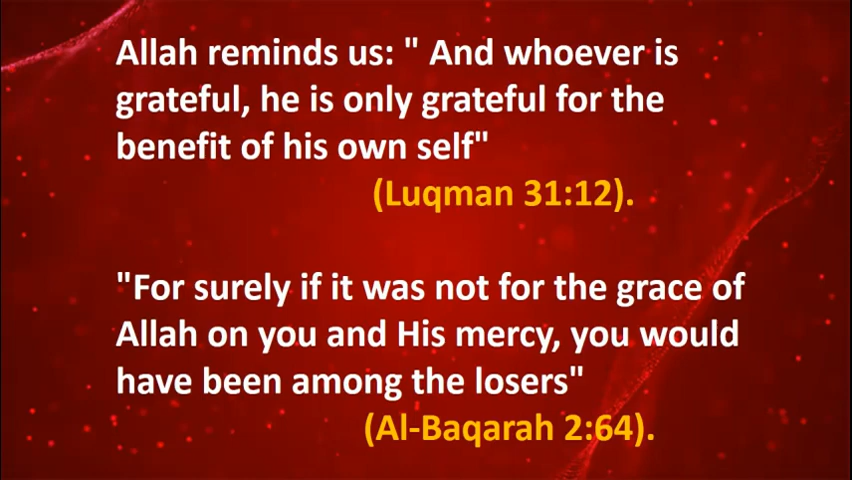 Allah reminds us: " And whoever is
grateful, he is only grateful for the
benefit of his own self"
(Luqman 31:12).
"For surely if it was not for the grace of
Allah on you and His mercy, you would
have been among the losers"
(Al-Baqarah 2:64).